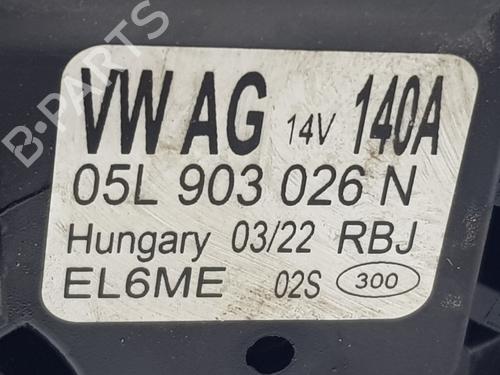 VW AG 14V 140A
05L 903 026 N
Hungary 03/22 RBJ
EL6ME 02S 300
B-PARTS